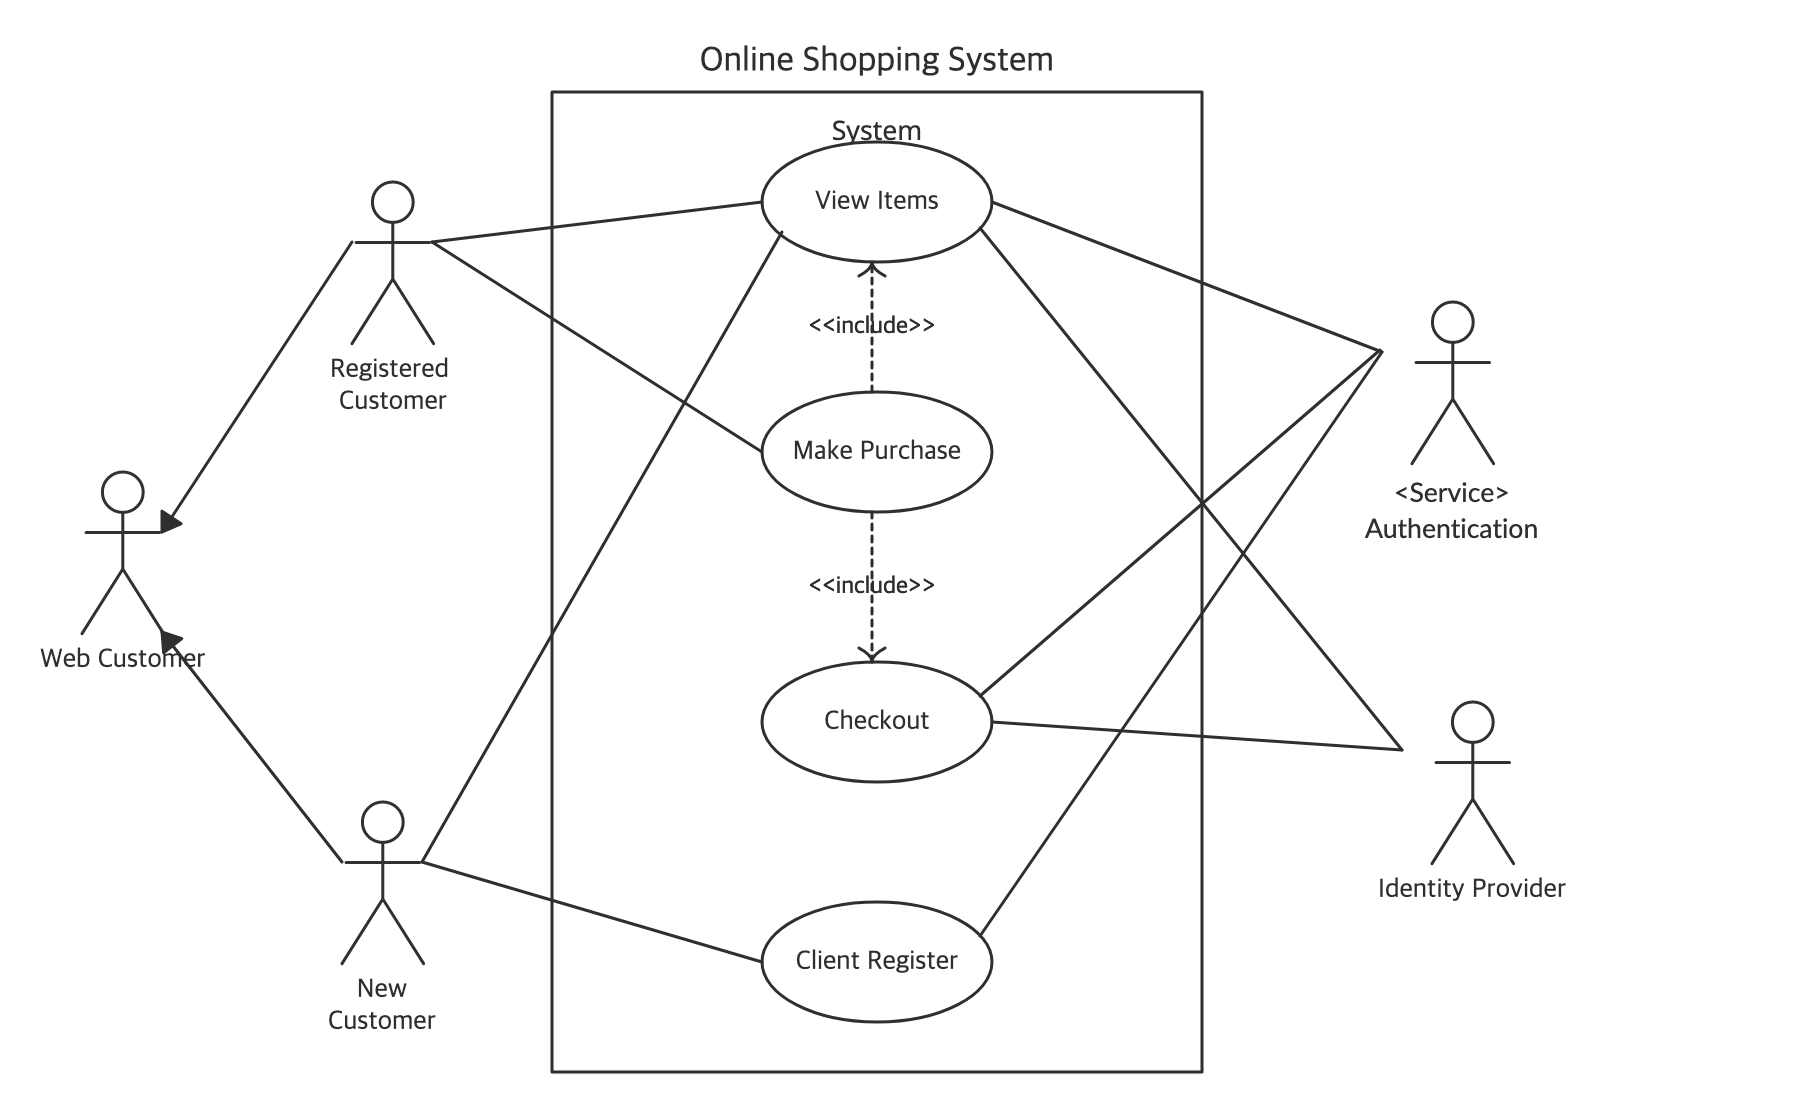 Online Shopping System
System
View Items
<<include>>
Registered
Customer
Make Purchase
<Service>
Authentication
<<include>>
Web Customer
Checkout
Identity Provider
Client Register
New
Customer